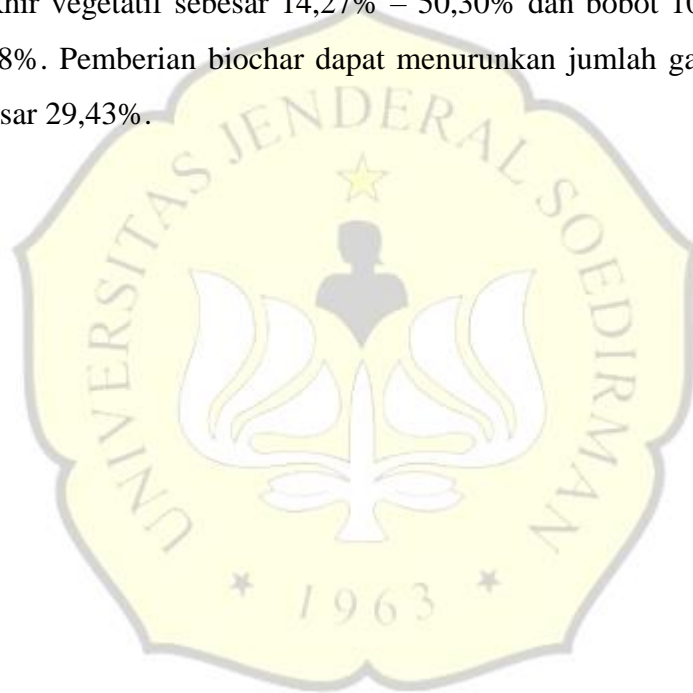 khir vegetatif sebesar 14,27% – 50,30% dan bobot 10
8%. Pemberian biochar dapat menurunkan jumlah ga
sar 29,43%.
UNIVERSITAS JENDERAL SOEDIRMAN
★ 1963 ★